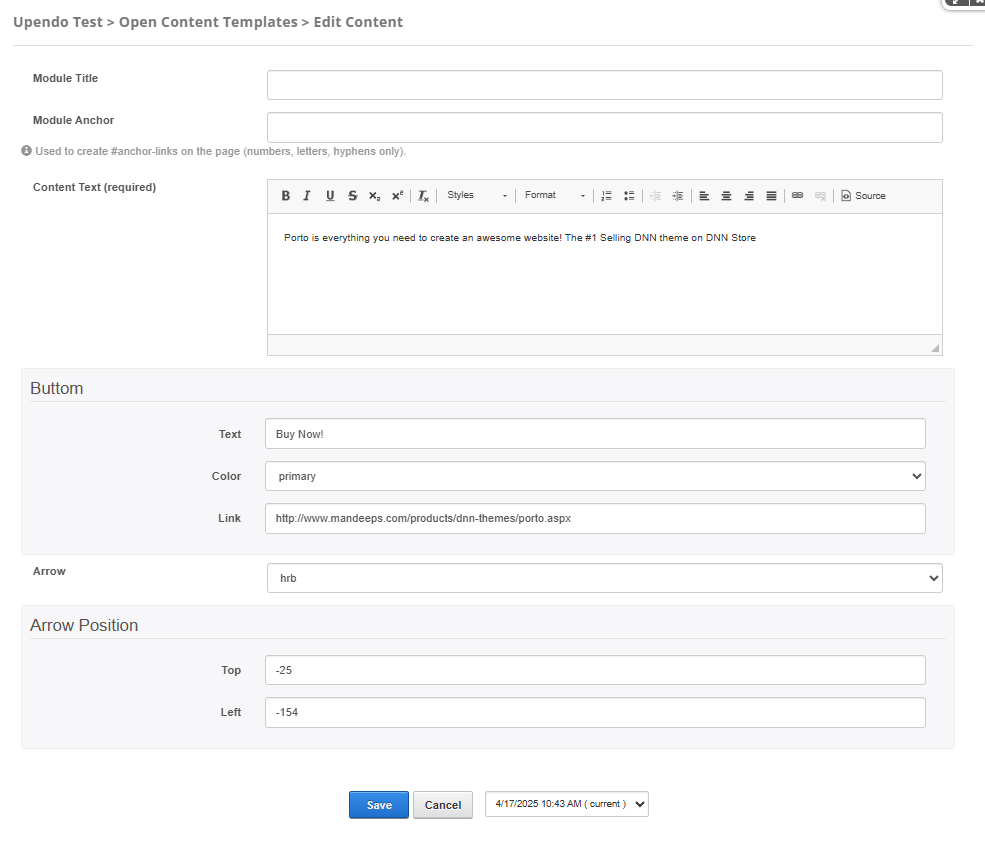 Upendo Test > Open Content Templates > Edit Content
Module Title
Module Anchor
Used to create #anchor-links on the page (numbers, letters, hyphens only).
Content Text (required)
B I U S x₂ x² Tx Styles Format Source
Porto is everything you need to create an awesome website! The #1 Selling DNN theme on DNN Store
Buttom
Text Buy Now!
Color primary
Link http://www.mandeeps.com/products/dnn-themes/porto.aspx
Arrow hrb
Arrow Position
Top -25
Left -154
Save Cancel 4/17/2025 10:43 AM ( current )